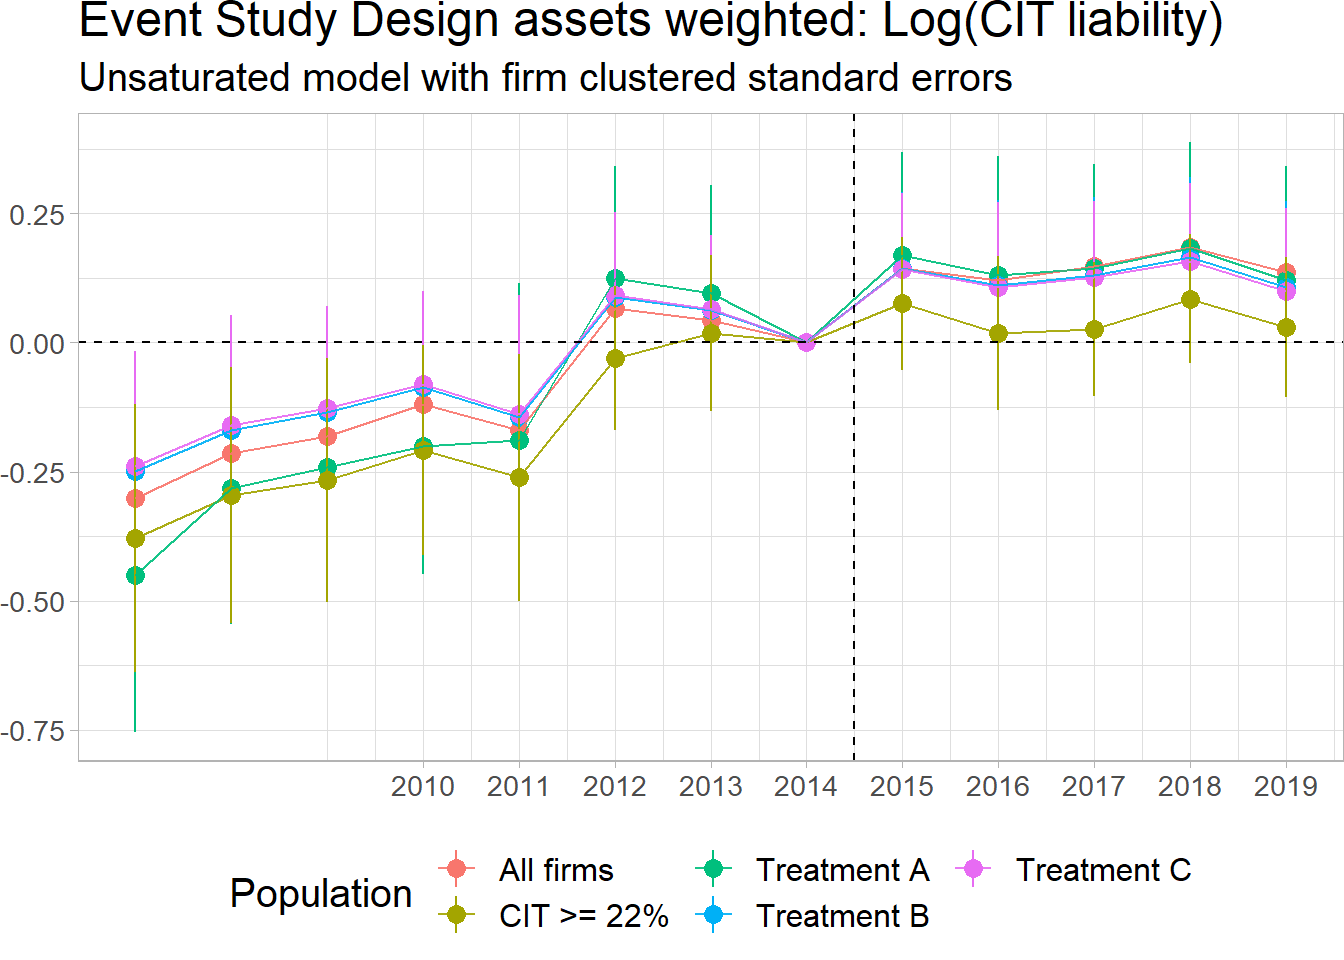 Event Study Design assets weighted: Log(CIT liability)
Unsaturated model with firm clustered standard errors
0.25
0.00
-0.25
-0.50
-0.75
2010 2011 2012 2013 2014 2015 2016 2017 2018 2019
Population
All firms Treatment A Treatment C
CIT >= 22% Treatment B